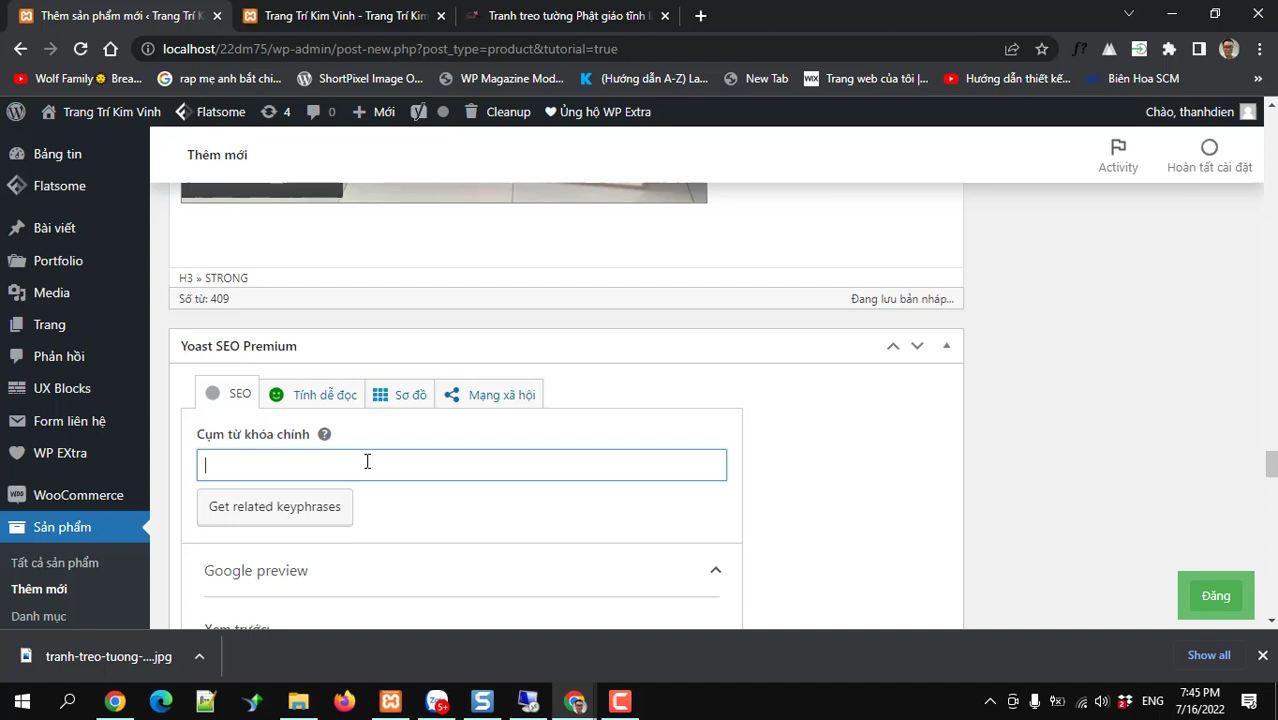 Thêm sản phẩm mới ‹ Trang Trí K
Trang Trí Kim Vinh - Trang Trí Kim
Tranh treo tường Phật giáo tĩnh l
localhost/22dm75/wp-admin/post-new.php?post_type=product&tutorial=true
Wolf Family Brea...
rap mẹ anh bắt chi...
ShortPixel Image O...
WP Magazine Mod...
(Hướng dẫn A-Z) La...
New Tab
WIX
Trang web của tôi |...
Hướng dẫn thiết kế...
Biên Hoa SCM
»
Trang Trí Kim Vinh
Flatsome
4
0
Mới
Cleanup
Ủng hộ WP Extra
Chào, thanhdien
Bảng tin
Flatsome
Bài viết
Portfolio
Media
Trang
Phản hồi
UX Blocks
Form liên hệ
WP EXtra
WooCommerce
Sản phẩm
Tất cả sản phẩm
Thêm mới
Danh mục
Thêm mới
Activity
Hoàn tất cài đặt
H3 » STRONG
Số từ: 409
Đang lưu bản nháp...
Yoast SEO Premium
SEO
Tính dễ đọc
Sơ đồ
Mạng xã hội
Cụm từ khóa chính
Get related keyphrases
Google preview
Xem trước:
Đăng
tranh-treo-tuong-....jpg
Show all
5+
2
ENG
7:45 PM
7/16/2022